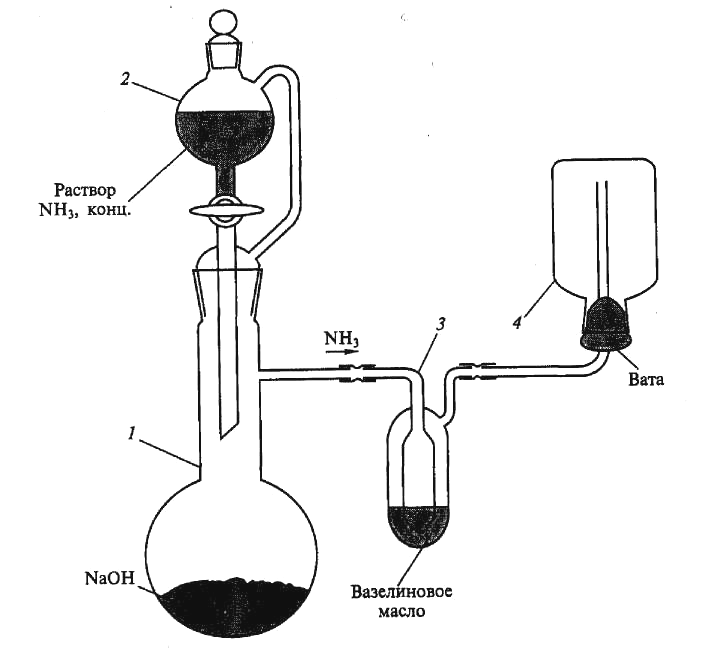 2
Раствор
NH₃, конц.
4
NH₃
3
Вата
1
NaOH
Вазелиновое
масло